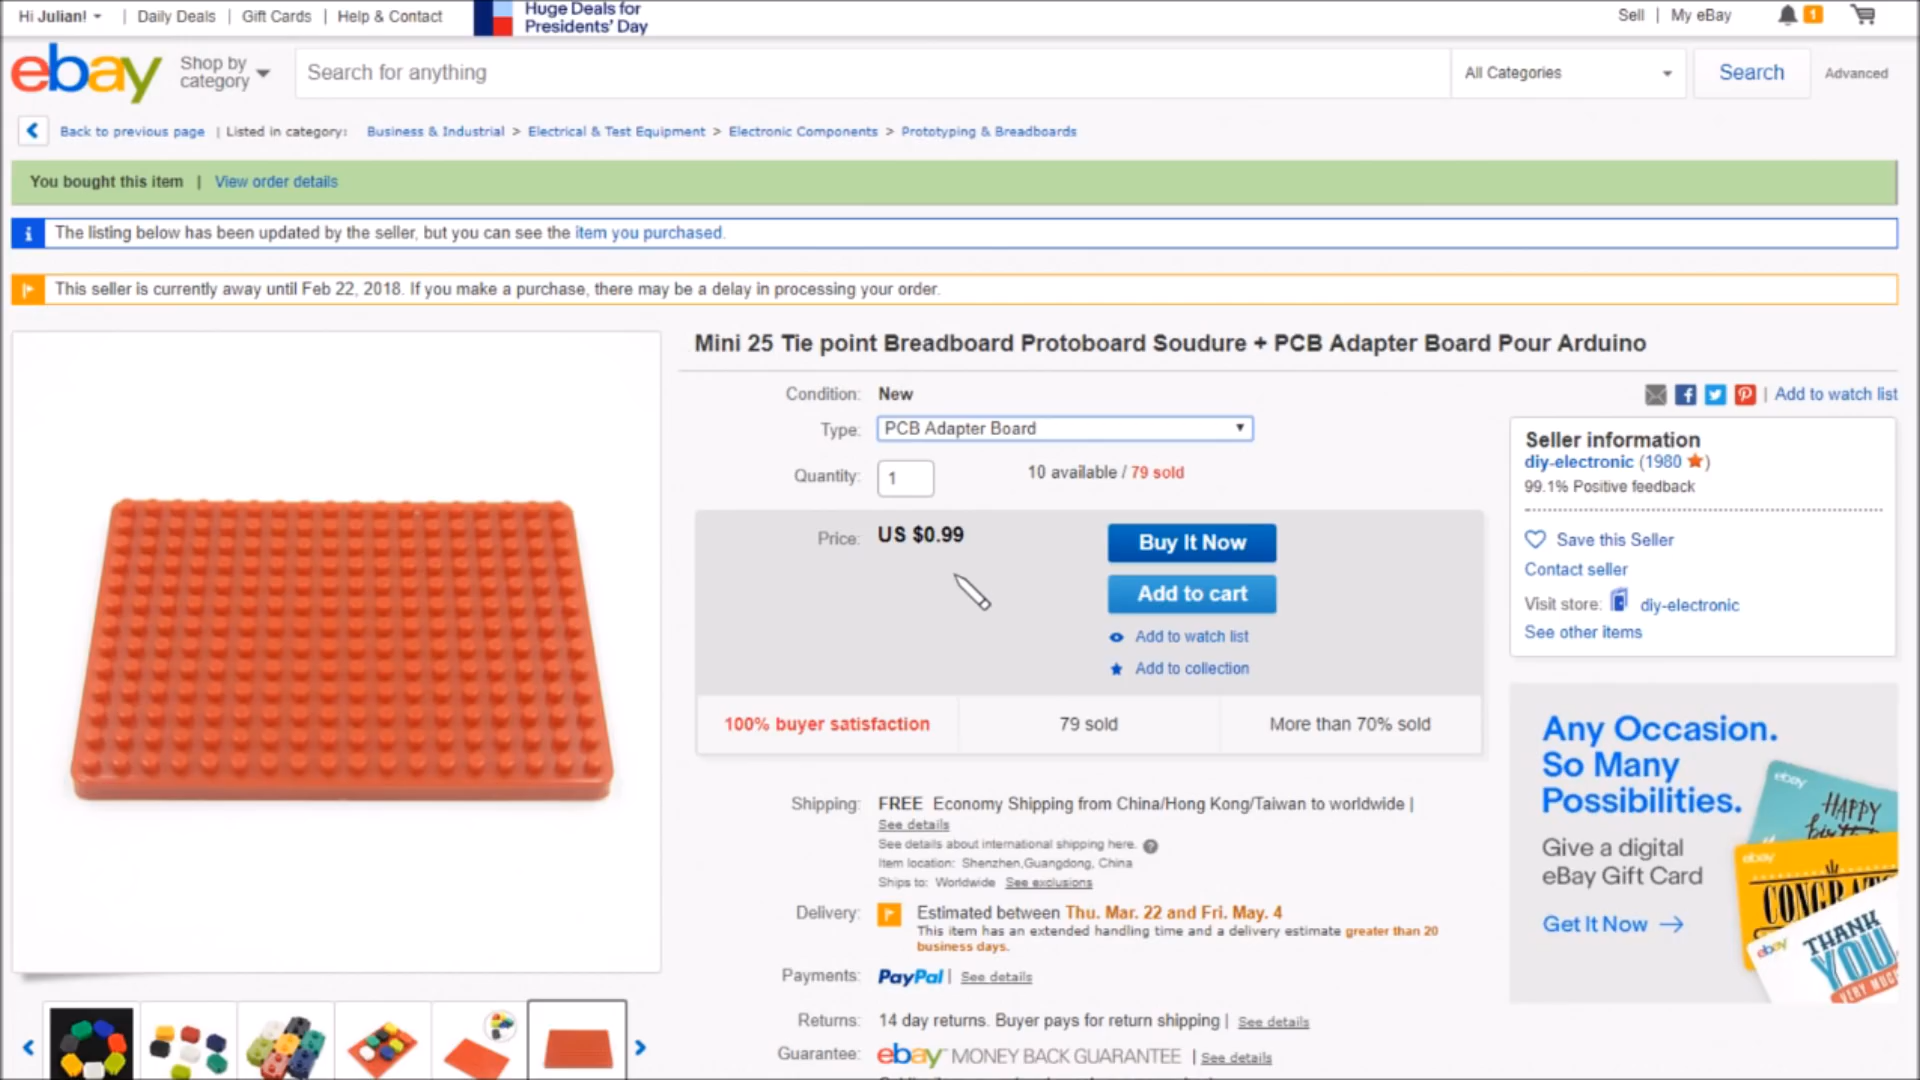 Hi Julian! | Daily Deals | Gift Cards | Help & Contact
Huge Deals for
Presidents' Day
Sell | My eBay
1
ebay
Shop by
category
Search for anything
All Categories
Search
Advanced
Back to previous page | Listed in category: Business & Industrial > Electrical & Test Equipment > Electronic Components > Prototyping & Breadboards
You bought this item | View order details
The listing below has been updated by the seller, but you can see the item you purchased.
This seller is currently away until Feb 22, 2018. If you make a purchase, there may be a delay in processing your order.
Mini 25 Tie point Breadboard Protoboard Soudure + PCB Adapter Board Pour Arduino
Condition: New
| Add to watch list
Type: PCB Adapter Board
Quantity: 1
10 available / 79 sold
Price: US $0.99
Buy It Now
Add to cart
Add to watch list
Add to collection
100% buyer satisfaction
79 sold
More than 70% sold
Seller information
diy-electronic (1980)
99.1% Positive feedback
Save this Seller
Contact seller
Visit store: diy-electronic
See other items
Shipping: FREE Economy Shipping from China/Hong Kong/Taiwan to worldwide |
See details
See details about international shipping here.
Item location: Shenzhen,Guangdong, China
Ships to: Worldwide See exclusions
Delivery: Estimated between Thu. Mar. 22 and Fri. May. 4
This item has an extended handling time and a delivery estimate greater than 20
business days.
Payments: PayPal | See details
Returns: 14 day returns. Buyer pays for return shipping | See details
Guarantee: ebay MONEY BACK GUARANTEE | See details
Any Occasion.
So Many
Possibilities.
Give a digital
eBay Gift Card
Get It Now
ebay
HAPPY
ebay
ebay
THANK
YOU